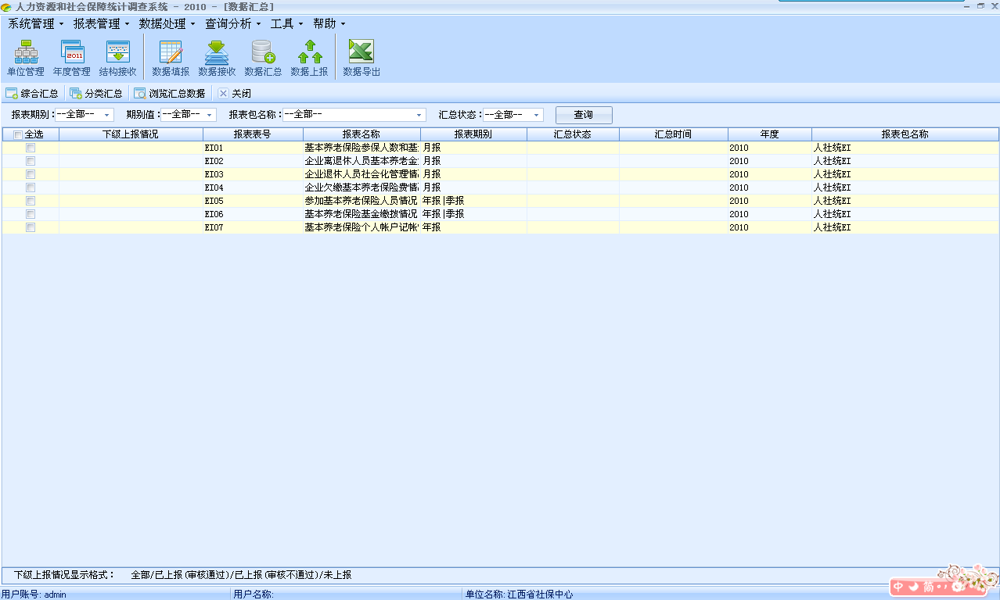 人力资源和社会保障统计调查系统 - 2010 - [数据汇总]
系统管理 报表管理 数据处理 查询分析 工具 帮助
2011
单位管理 年度管理 结构接收 数据填报 数据接收 数据汇总 数据上报 数据导出
综合汇总 分类汇总 浏览汇总数据 关闭
报表期别: --全部-- 期别值: --全部-- 报表包名称: --全部-- 汇总状态: --全部-- 查询
全选 下级上报情况 报表表号 报表名称 报表期别 汇总状态 汇总时间 年度 报表包名称
EI01 基本养老保险参保人数和基 月报 2010 人社统EI
EI02 企业离退休人员基本养老金 月报 2010 人社统EI
EI03 企业退休人员社会化管理情 月报 2010 人社统EI
EI04 企业欠缴基本养老保险费情 月报 2010 人社统EI
EI05 参加基本养老保险人员情况 年报|季报 2010 人社统EI
EI06 基本养老保险基金缴拨情况 年报|季报 2010 人社统EI
EI07 基本养老保险个人帐户记帐 年报 2010 人社统EI
下级上报情况显示格式: 全部/已上报(审核通过)/已上报(审核不通过)/未上报
中 简
用户账号: admin 用户名称: 单位名称: 江西省社保中心